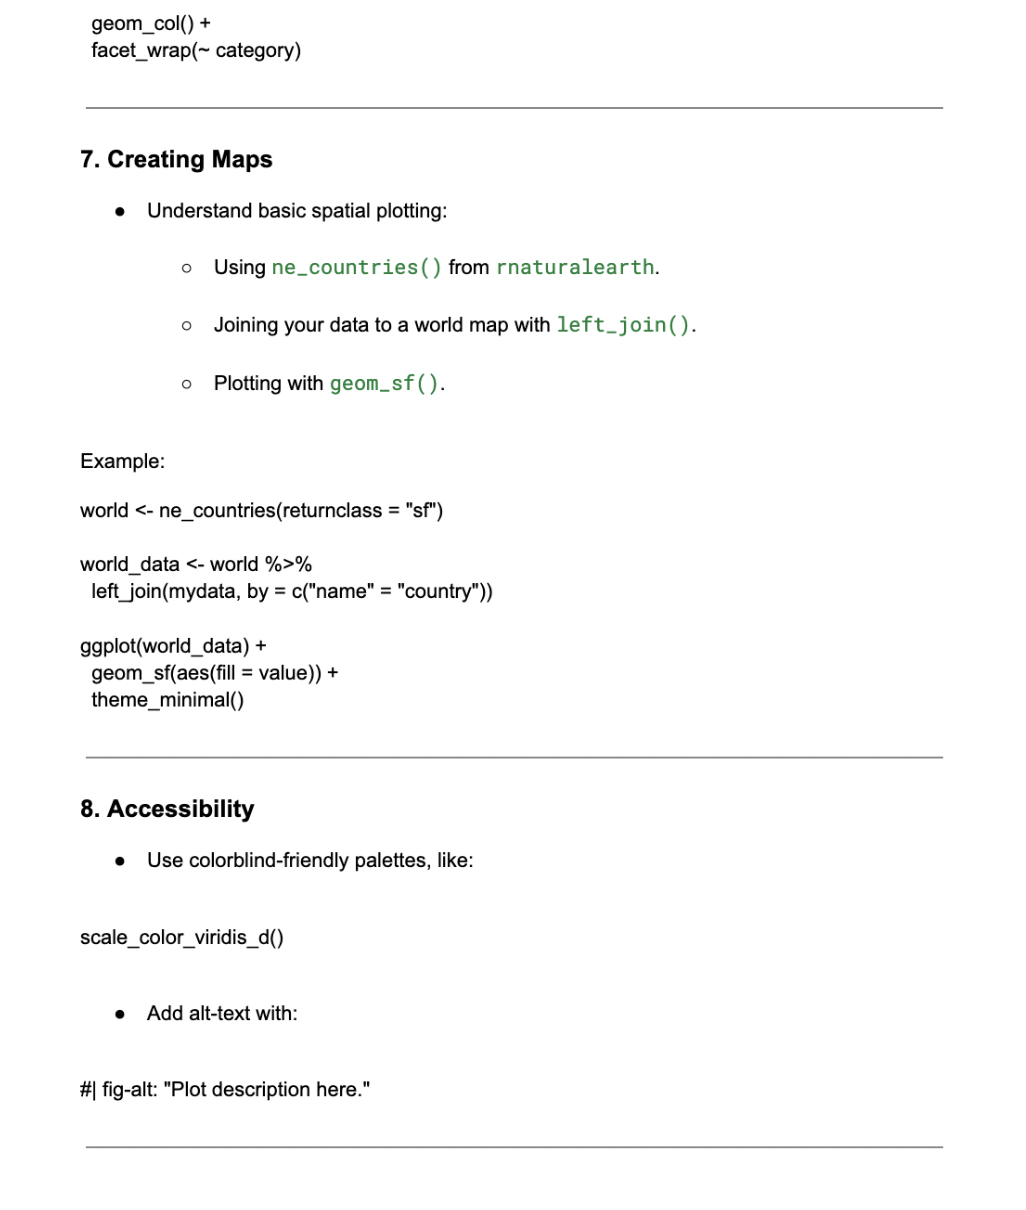 geom_col() +
facet_wrap(~ category)
7. Creating Maps
● Understand basic spatial plotting:
○ Using ne_countries() from rnaturalearth.
○ Joining your data to a world map with left_join().
○ Plotting with geom_sf().
Example:
world <- ne_countries(returnclass = "sf")
world_data <- world %>%
left_join(mydata, by = c("name" = "country"))
ggplot(world_data) +
geom_sf(aes(fill = value)) +
theme_minimal()
8. Accessibility
● Use colorblind-friendly palettes, like:
scale_color_viridis_d()
● Add alt-text with:
#| fig-alt: "Plot description here."